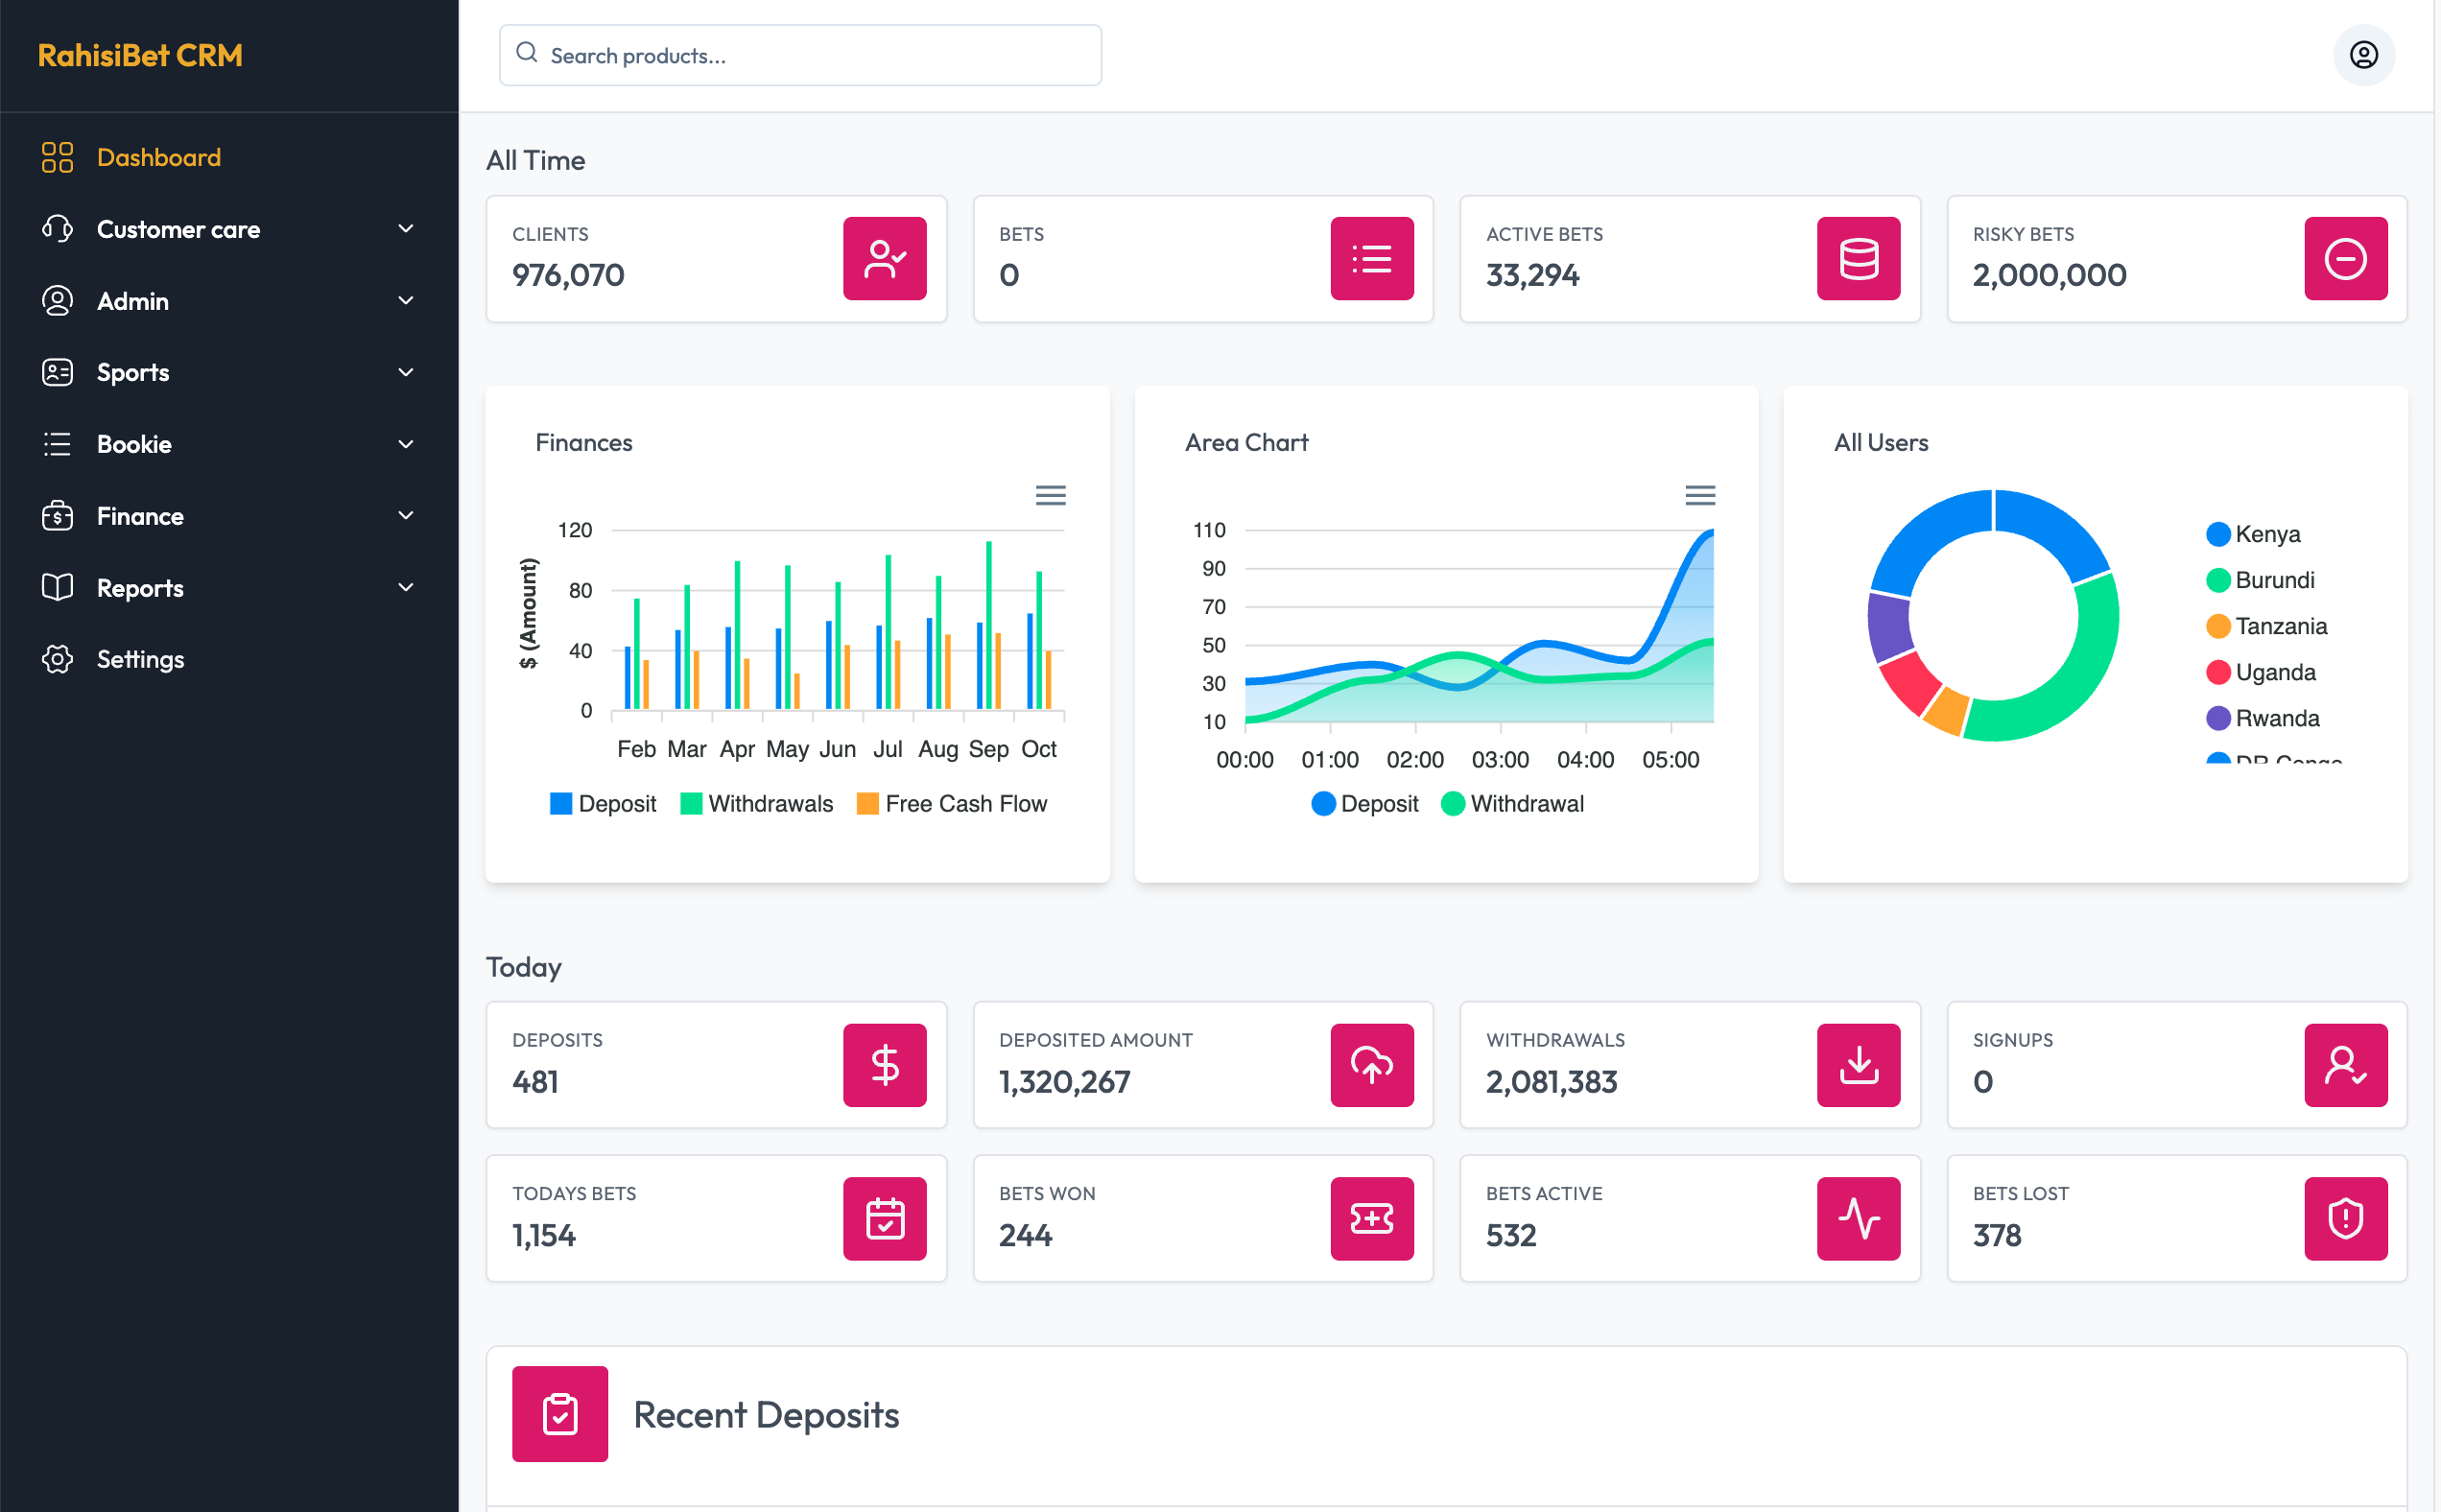 RahisiBet CRM
Search products...
Dashboard
Customer care
Admin
Sports
Bookie
Finance
Reports
Settings
All Time
CLIENTS
976,070
BETS
0
ACTIVE BETS
33,294
RISKY BETS
2,000,000
Finances
$ (Amount)
120
80
40
0
Feb Mar Apr May Jun Jul Aug Sep Oct
Deposit Withdrawals Free Cash Flow
Area Chart
110
90
70
50
30
10
00:00 01:00 02:00 03:00 04:00 05:00
Deposit Withdrawal
All Users
Kenya
Burundi
Tanzania
Uganda
Rwanda
DR Congo
Today
DEPOSITS
481
DEPOSITED AMOUNT
1,320,267
WITHDRAWALS
2,081,383
SIGNUPS
0
TODAYS BETS
1,154
BETS WON
244
BETS ACTIVE
532
BETS LOST
378
Recent Deposits